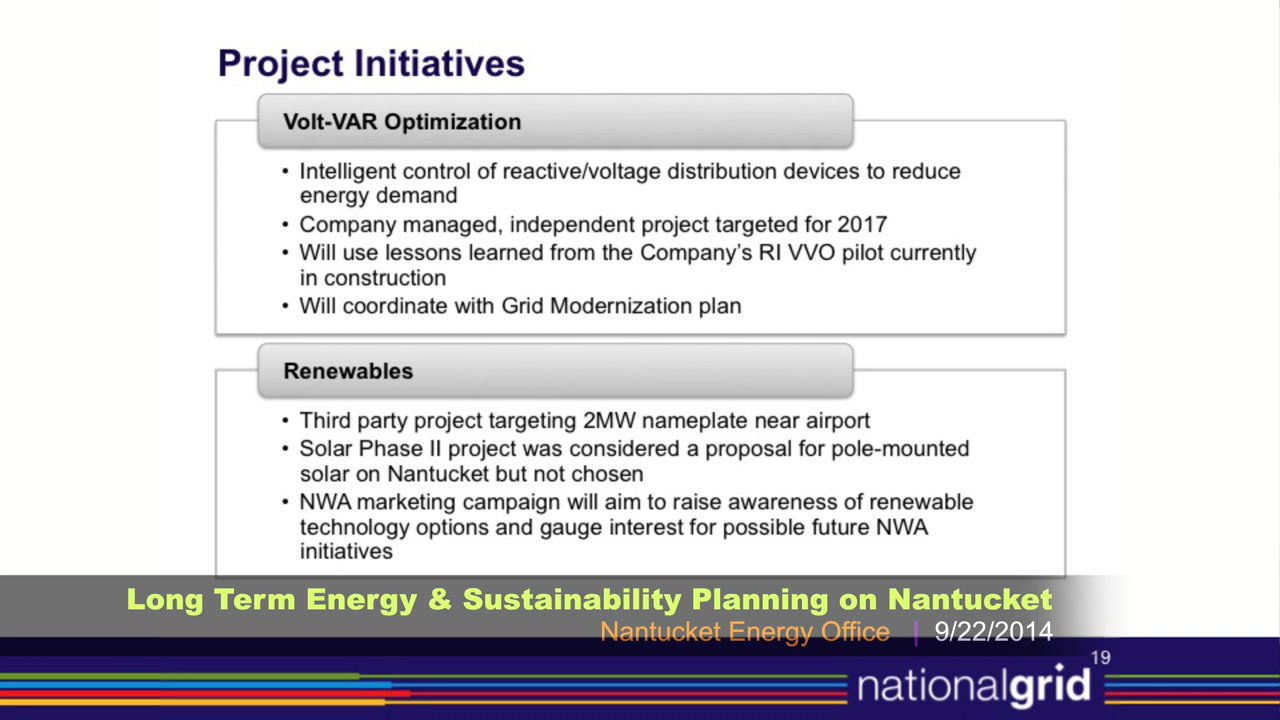 Project Initiatives
Volt-VAR Optimization
• Intelligent control of reactive/voltage distribution devices to reduce
energy demand
• Company managed, independent project targeted for 2017
• Will use lessons learned from the Company's RI VVO pilot currently
in construction
• Will coordinate with Grid Modernization plan
Renewables
• Third party project targeting 2MW nameplate near airport
• Solar Phase II project was considered a proposal for pole-mounted
solar on Nantucket but not chosen
• NWA marketing campaign will aim to raise awareness of renewable
technology options and gauge interest for possible future NWA
initiatives
Long Term Energy & Sustainability Planning on Nantucket
Nantucket Energy Office | 9/22/2014
19
nationalgrid